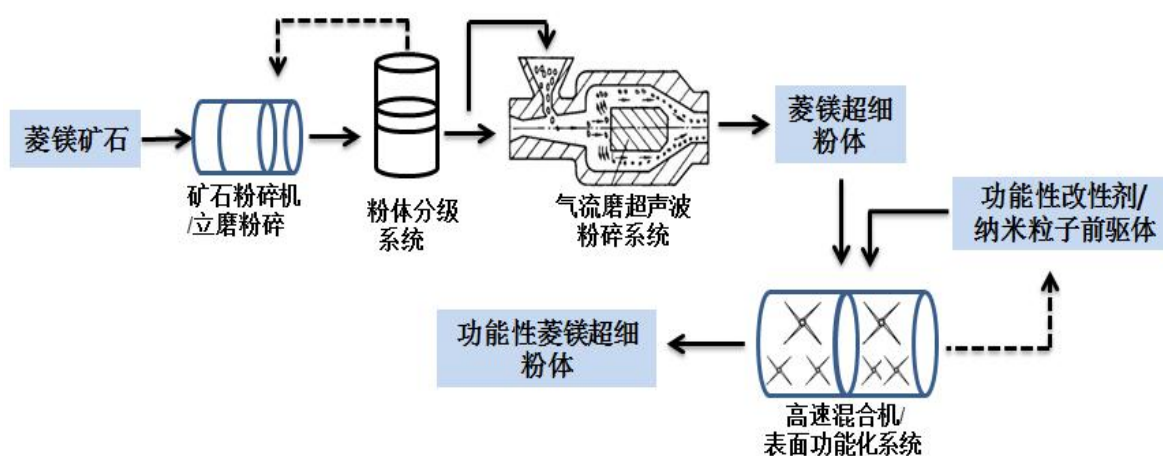 菱镁矿石
矿石粉碎机
/立磨粉碎
粉体分级
系统
气流磨超声波
粉碎系统
菱镁超细
粉体
功能性改性剂/
纳米粒子前驱体
功能性菱镁超细
粉体
高速混合机/
表面功能化系统